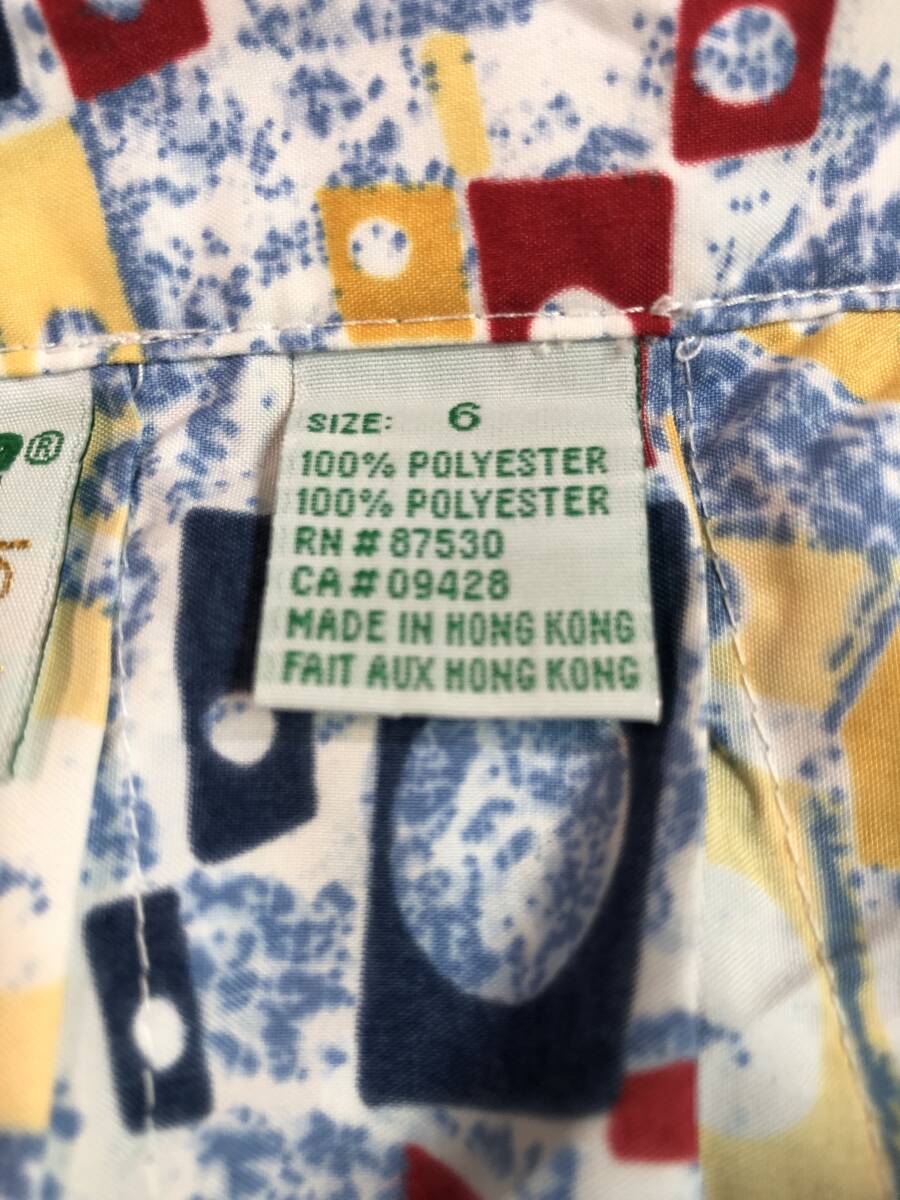 ®
SIZE: 6
100% POLYESTER
100% POLYESTER
RN # 87530
CA # 09428
MADE IN HONG KONG
FAIT AUX HONG KONG